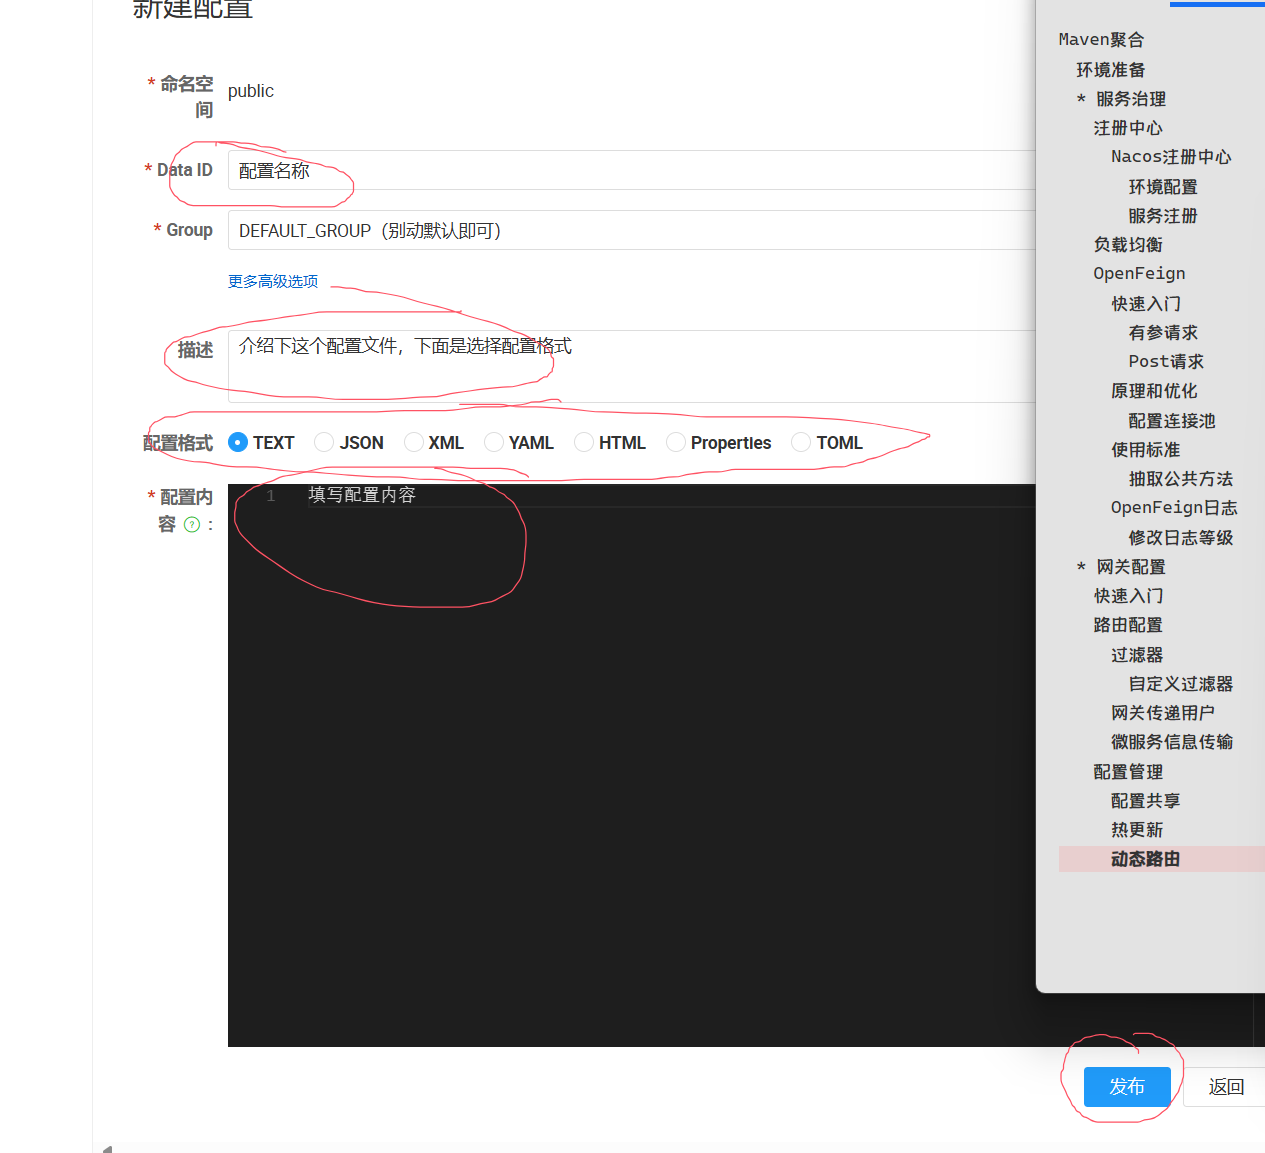 新建配置
* 命名空间
public
* Data ID
配置名称
* Group
DEFAULT_GROUP（别动默认即可）
更多高级选项
描述
介绍下这个配置文件，下面是选择配置格式
配置格式
TEXT JSON XML YAML HTML Properties TOML
* 配置内容 ? :
1 填写配置内容
发布
返回
Maven聚合
环境准备
* 服务治理
注册中心
Nacos注册中心
环境配置
服务注册
负载均衡
OpenFeign
快速入门
有参请求
Post请求
原理和优化
配置连接池
使用标准
抽取公共方法
OpenFeign日志
修改日志等级
* 网关配置
快速入门
路由配置
过滤器
自定义过滤器
网关传递用户
微服务信息传输
配置管理
配置共享
热更新
动态路由